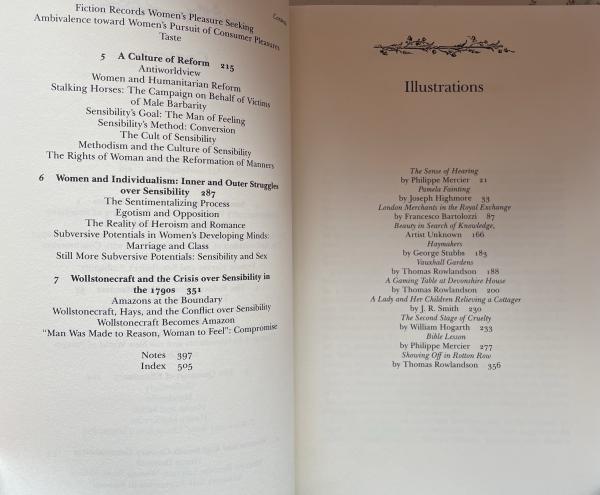 Contents
Fiction Records Women's Pleasure Seeking
Ambivalence toward Women's Pursuit of Consumer Pleasures
Taste
5 A Culture of Reform 215
Antiworldview
Women and Humanitarian Reform
Stalking Horses: The Campaign on Behalf of Victims
of Male Barbarity
Sensibility's Goal: The Man of Feeling
Sensibility's Method: Conversion
The Cult of Sensibility
Methodism and the Culture of Sensibility
The Rights of Woman and the Reformation of Manners
6 Women and Individualism: Inner and Outer Struggles
over Sensibility 287
The Sentimentalizing Process
Egotism and Opposition
The Reality of Heroism and Romance
Subversive Potentials in Women's Developing Minds:
Marriage and Class
Still More Subversive Potentials: Sensibility and Sex
7 Wollstonecraft and the Crisis over Sensibility in
the 1790s 351
Amazons at the Boundary
Wollstonecraft, Hays, and the Conflict over Sensibility
Wollstonecraft Becomes Amazon
"Man Was Made to Reason, Woman to Feel": Compromise
Notes 397
Index 505
Illustrations
The Sense of Hearing
by Philippe Mercier 21
Pamela Fainting
by Joseph Highmore 33
London Merchants in the Royal Exchange
by Francesco Bartolozzi 87
Beauty in Search of Knowledge,
Artist Unknown 166
Haymakers
by George Stubbs 183
Vauxhall Gardens
by Thomas Rowlandson 188
A Gaming Table at Devonshire House
by Thomas Rowlandson 200
A Lady and Her Children Relieving a Cottager
by J. R. Smith 230
The Second Stage of Cruelty
by William Hogarth 233
Bible Lesson
by Philippe Mercier 277
Showing Off in Rotton Row
by Thomas Rowlandson 356